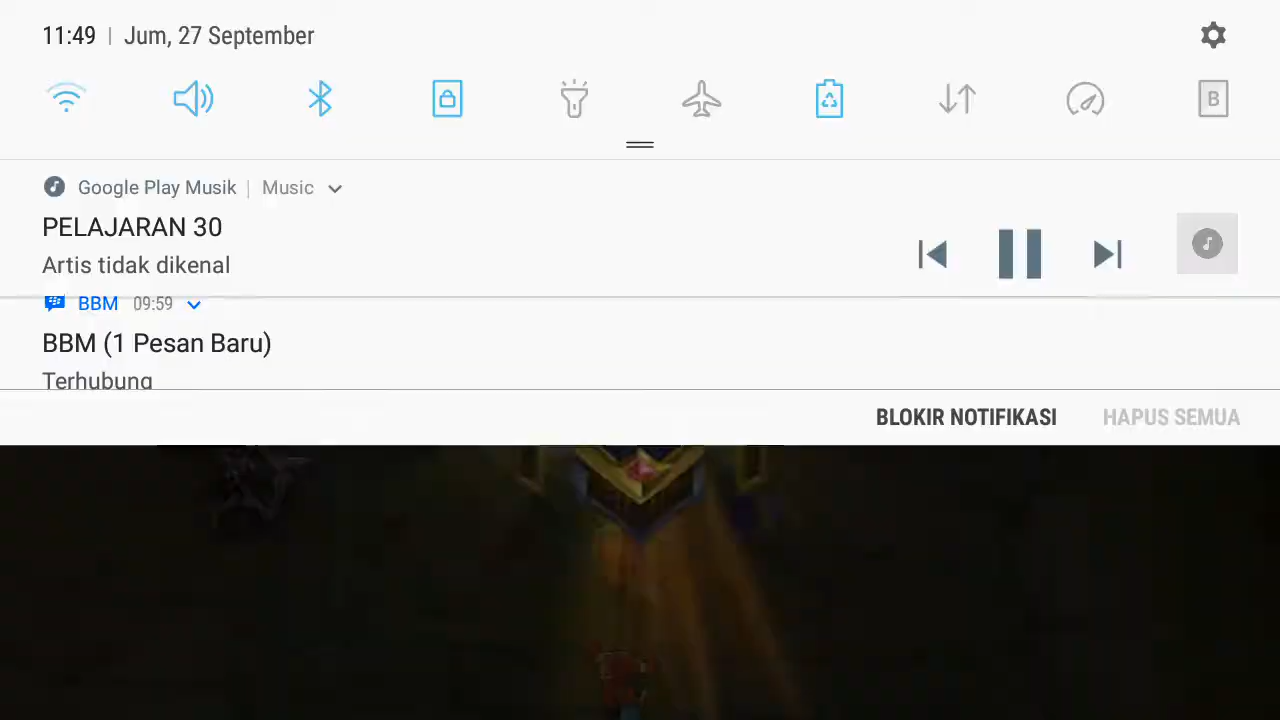 11:49 | Jum, 27 September
B
Google Play Musik | Music
PELAJARAN 30
Artis tidak dikenal
BBM 09:59
BBM (1 Pesan Baru)
Terhubung
BLOKIR NOTIFIKASI HAPUS SEMUA